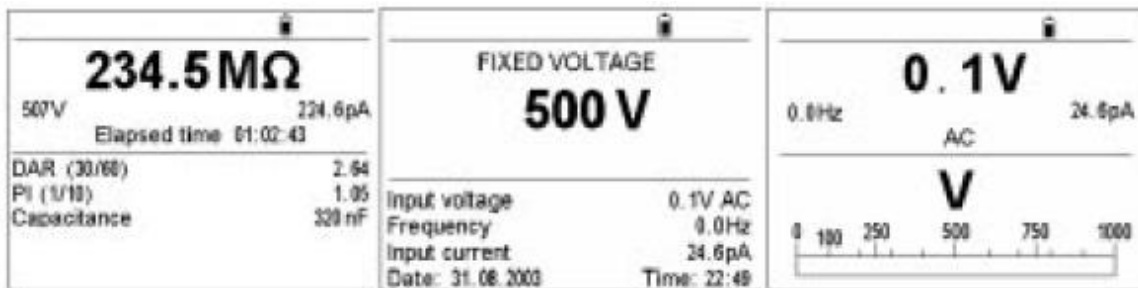 234.5 MΩ
507V 224.6pA
Elapsed time 01:02:43
DAR (30/60) 2.64
PI (1/10) 1.05
Capacitance 320 nF
FIXED VOLTAGE
500 V
Input voltage 0.1V AC
Frequency 0.0Hz
Input current 24.6pA
Date: 31.08.2003 Time: 22:49
0.1V
0.0Hz 24.6pA
AC
V
0 100 250 500 750 1000